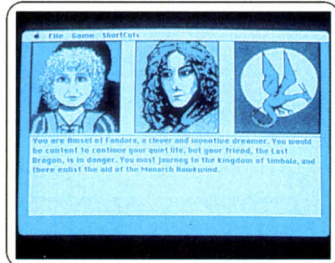 File Game ShortCuts
You are Amsel of Fandora, a clever and inventive dreamer. You would
be content to continue your quiet life, but your friend, the Last
Dragon, is in danger. You must journey to the kingdom of Simbala, and
there enlist the aid of the Monarch Hawkwind.